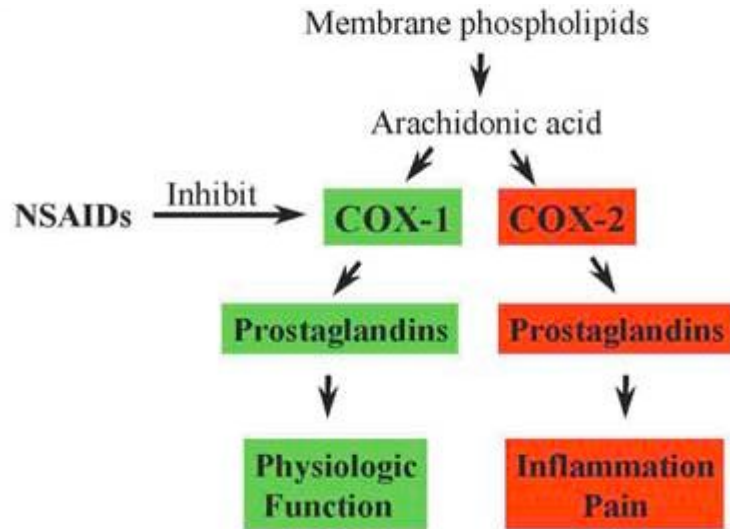 Membrane phospholipids
Arachidonic acid
NSAIDs
Inhibit
COX-1
COX-2
Prostaglandins
Prostaglandins
Physiologic
Function
Inflammation
Pain